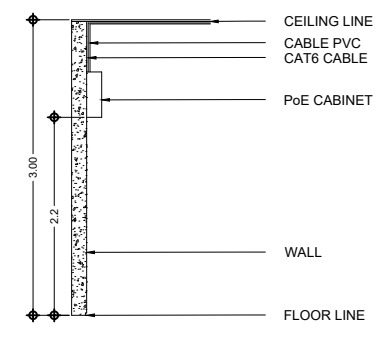 CEILING LINE
CABLE PVC
CAT6 CABLE
PoE CABINET
3.00
2.2
WALL
FLOOR LINE